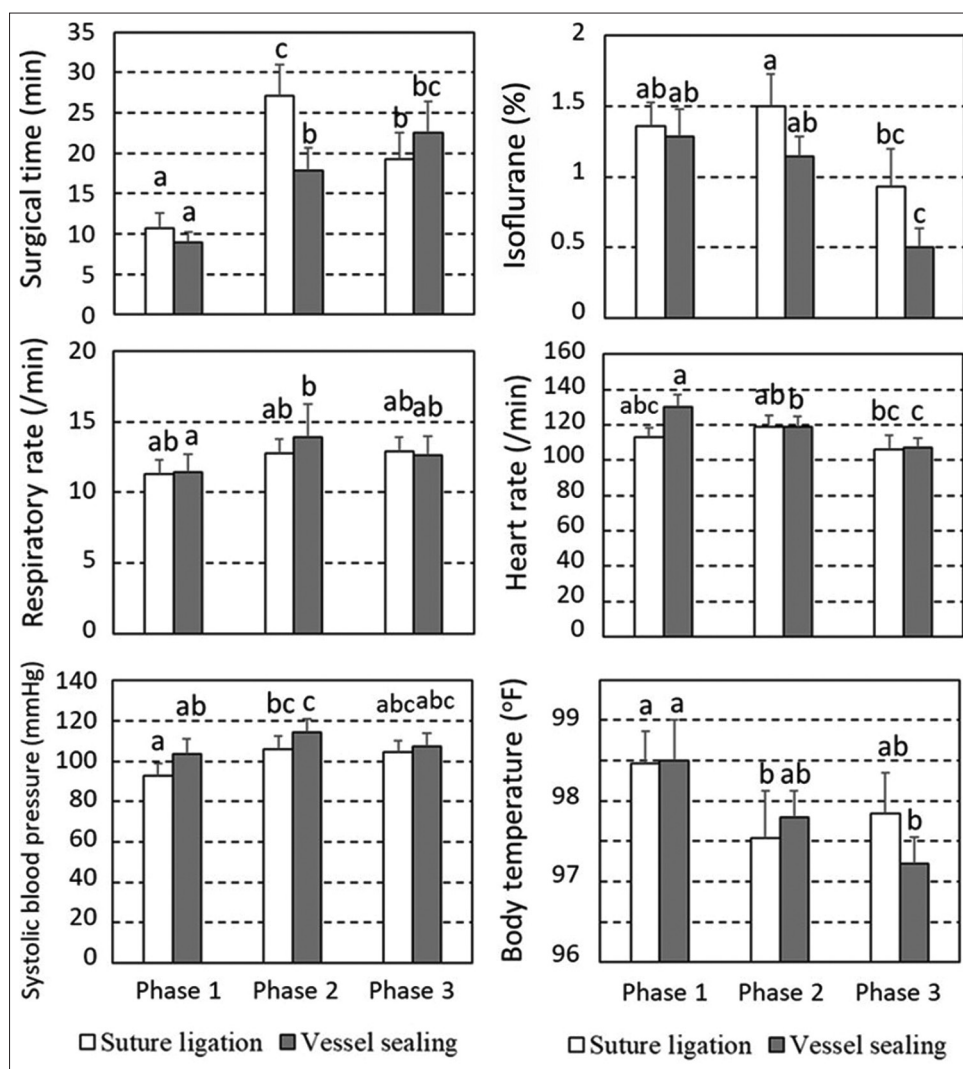 Surgical time (min)
35
30
25
20
15
10
5
0
a a c b b bc
Isoflurane (%)
2
1.5
1
0.5
0
ab ab a ab bc c
Respiratory rate (/min)
20
15
10
5
0
ab a ab b ab ab
Heart rate (/min)
160
140
120
100
80
60
40
20
0
abc a ab b bc c
Systolic blood pressure (mmHg)
140
120
100
80
60
40
20
0
a ab bc c abc abc
Phase 1 Phase 2 Phase 3
Body temperature (ºF)
99
98
97
96
a a b ab ab b
Phase 1 Phase 2 Phase 3
Suture ligation Vessel sealing
Suture ligation Vessel sealing